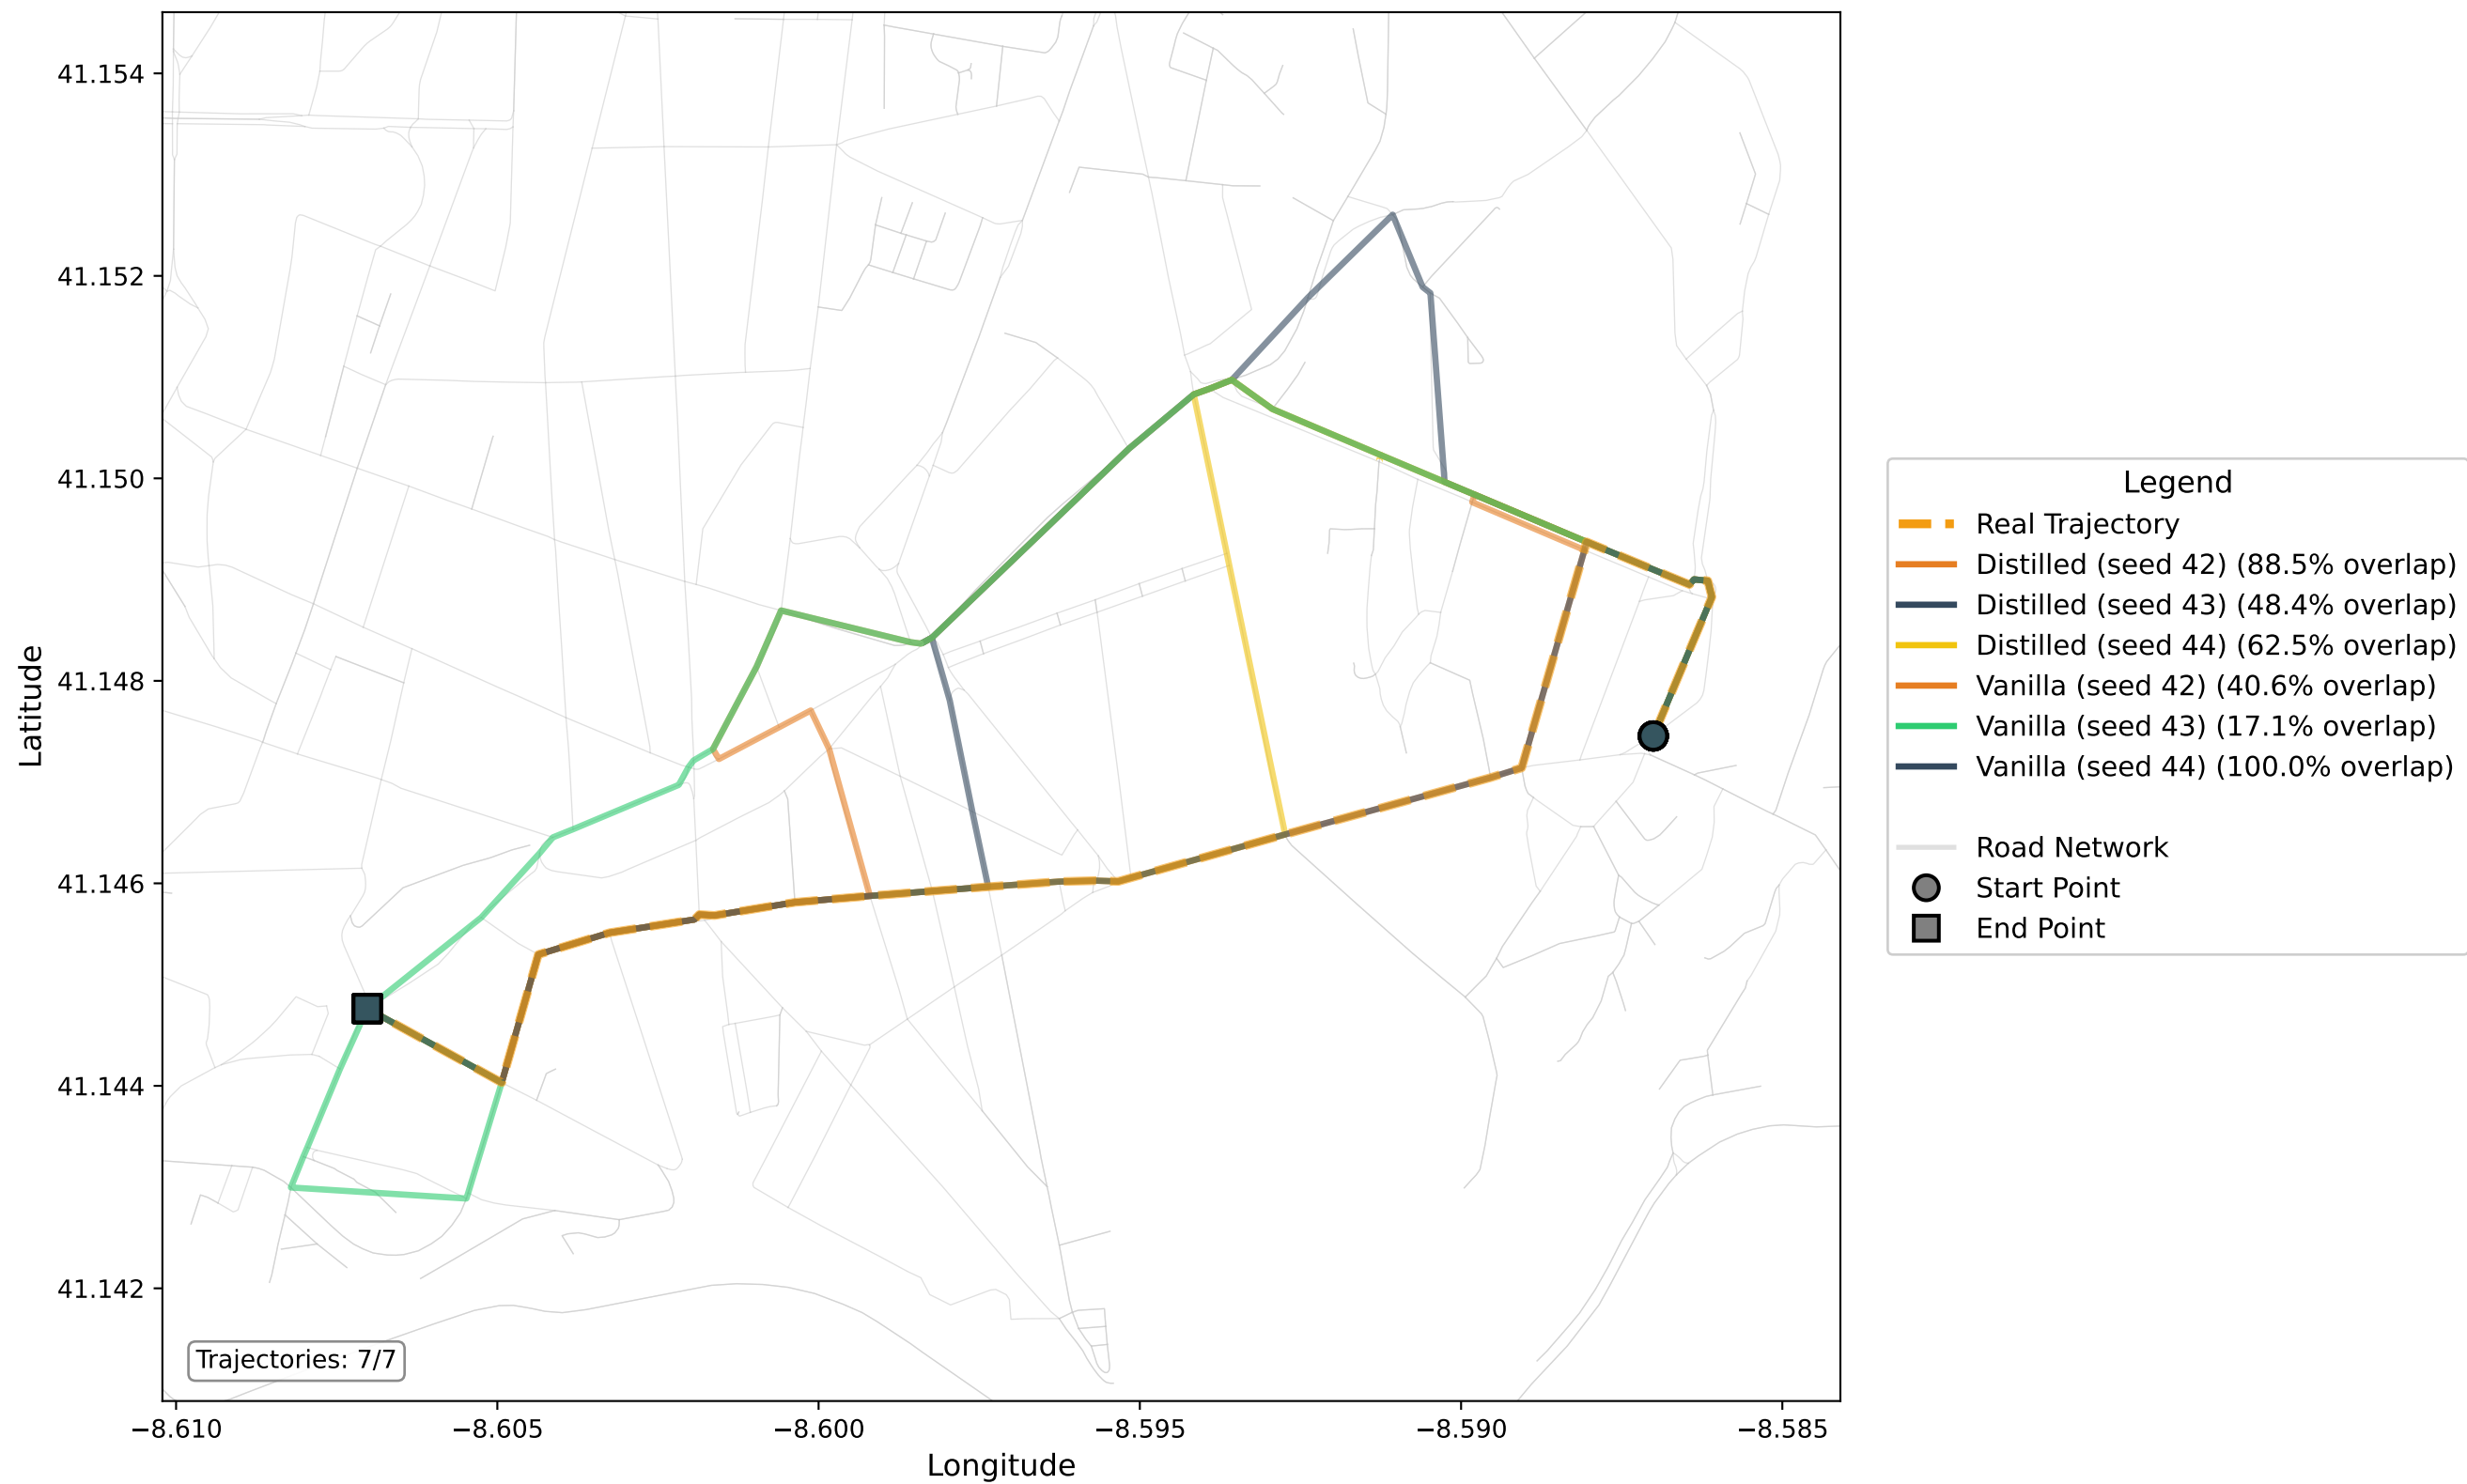 41.154
41.152
41.150
41.148
41.146
41.144
41.142
Latitude
−8.610
−8.605
−8.600
−8.595
−8.590
−8.585
Longitude
Trajectories: 7/7
Legend
Real Trajectory
Distilled (seed 42) (88.5% overlap)
Distilled (seed 43) (48.4% overlap)
Distilled (seed 44) (62.5% overlap)
Vanilla (seed 42) (40.6% overlap)
Vanilla (seed 43) (17.1% overlap)
Vanilla (seed 44) (100.0% overlap)
Road Network
Start Point
End Point